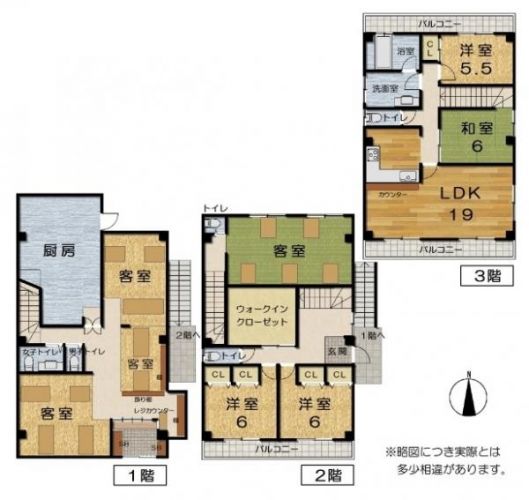 バルコニー
浴室
CL
洋室
5.5
洗面室
トイレ
和室
6
カウンター
LDK
19
バルコニー
3階
厨房
客室
客室
2階へ
女子トイレ
男子トイレ
飾り棚
レジカウンター
棚
客室
1階
トイレ
客室
ウォークイン
クローゼット
1階へ
玄関
トイレ
CL
CL
CL
CL
洋室
6
洋室
6
バルコニー
2階
N
※略図につき実際とは
多少相違があります。